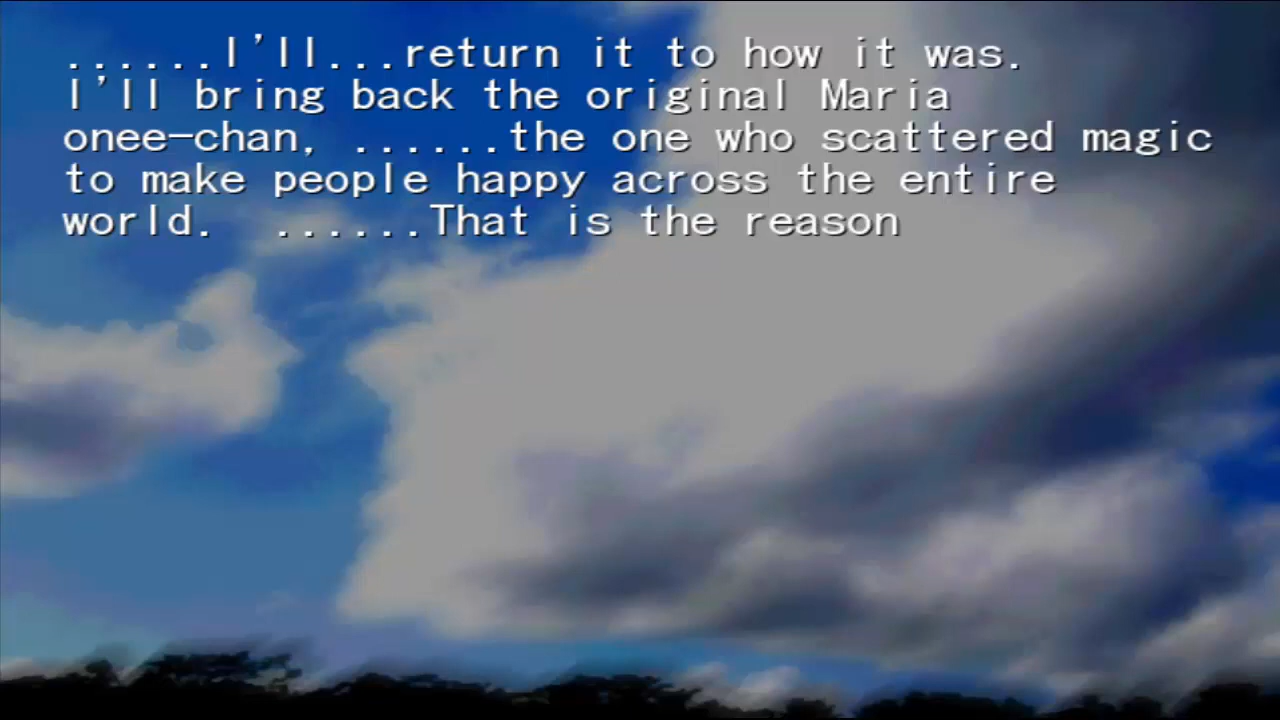 ......I'll...return it to how it was.
I'll bring back the original Maria
onee-chan, ......the one who scattered magic
to make people happy across the entire
world.  ......That is the reason